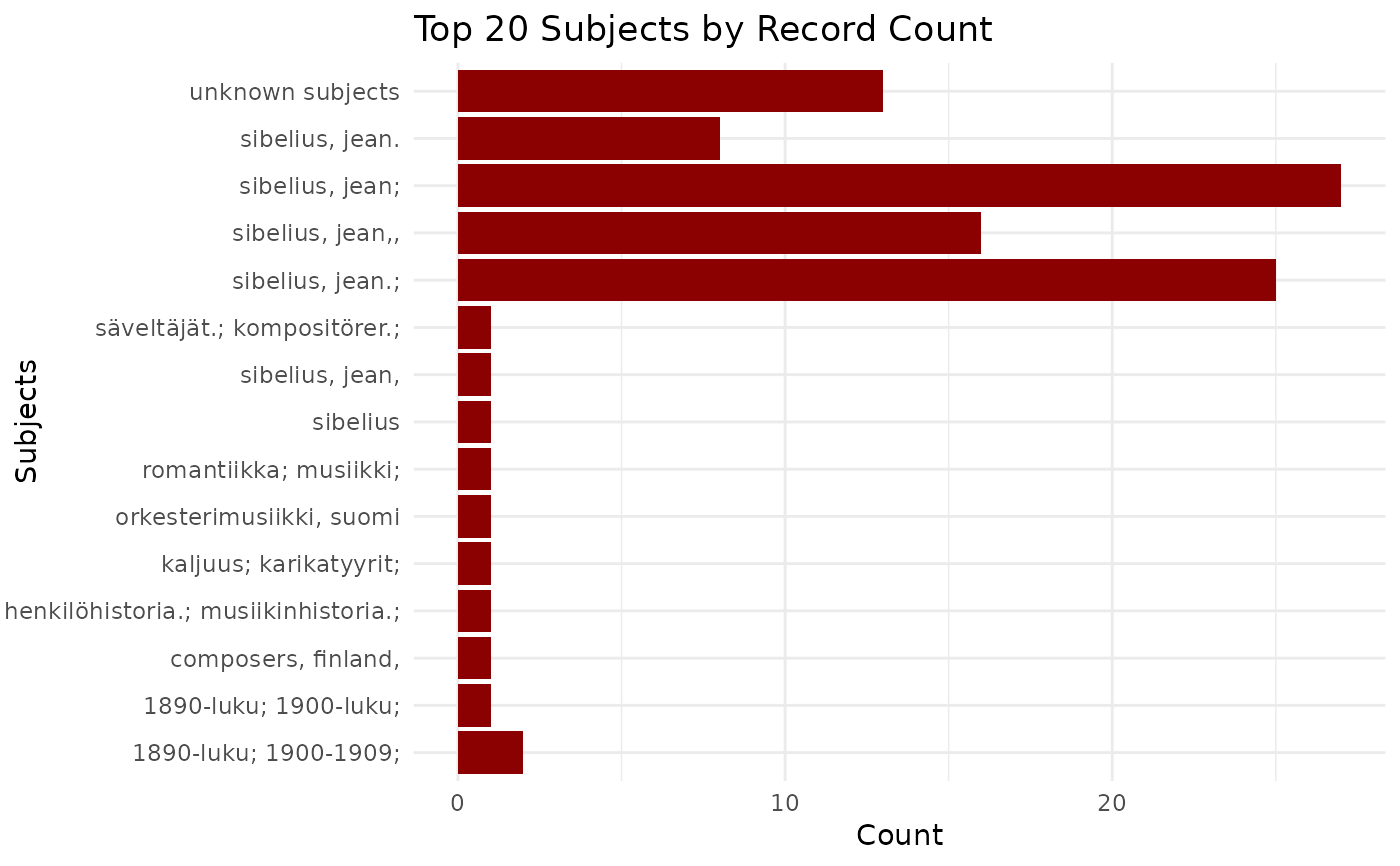 Top 20 Subjects by Record Count
unknown subjects
sibelius, jean.
sibelius, jean;
sibelius, jean,,
sibelius, jean.;
säveltäjät.; kompositörer.;
sibelius, jean,
sibelius
romantiikka; musiikki;
orkesterimusiikki, suomi
kaljuus; karikatyyrit;
henkilöhistoria.; musiikinhistoria.;
composers, finland,
1890-luku; 1900-luku;
1890-luku; 1900-1909;
Subjects
0 10 20
Count